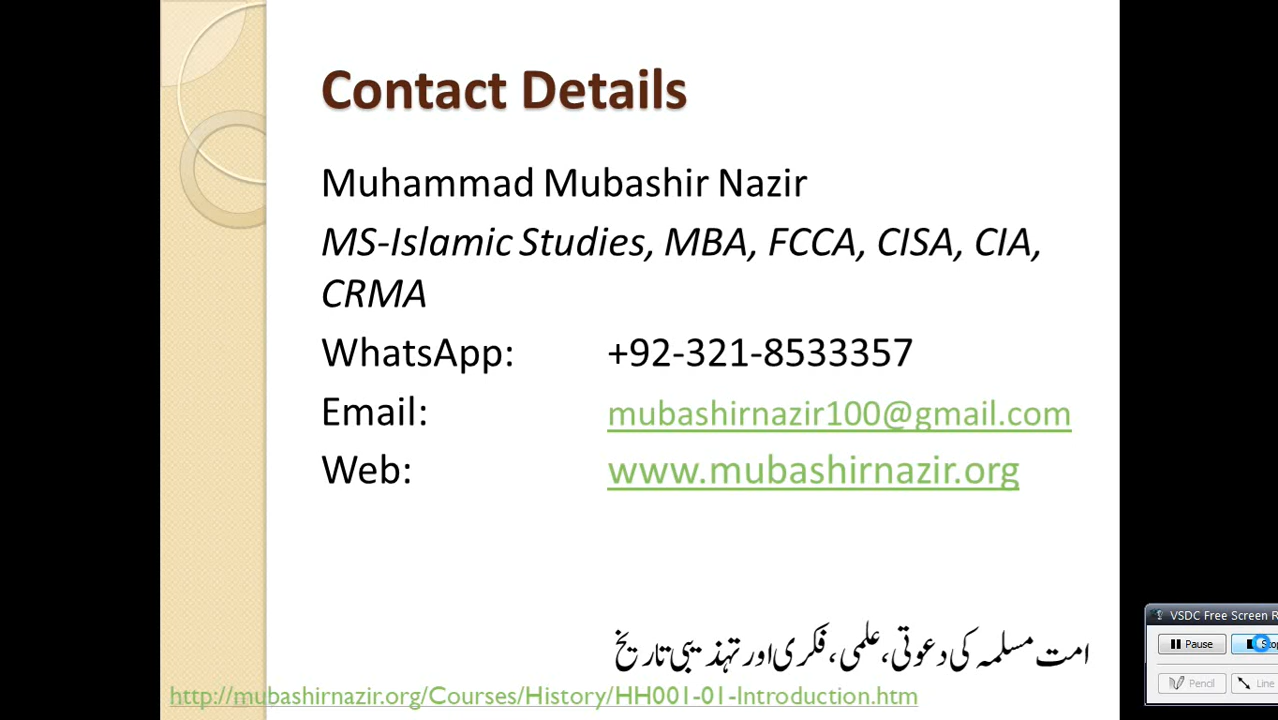 Contact Details
Muhammad Mubashir Nazir
MS-Islamic Studies, MBA, FCCA, CISA, CIA,
CRMA
WhatsApp: +92-321-8533357
Email: mubashirnazir100@gmail.com
Web: www.mubashirnazir.org
امت مسلمہ کی دعوتی، علمی، فکری اور تہذیبی تاریخ
http://mubashirnazir.org/Courses/History/HH001-01-Introduction.htm
VSDC Free Screen R
Pause
Pencil Line